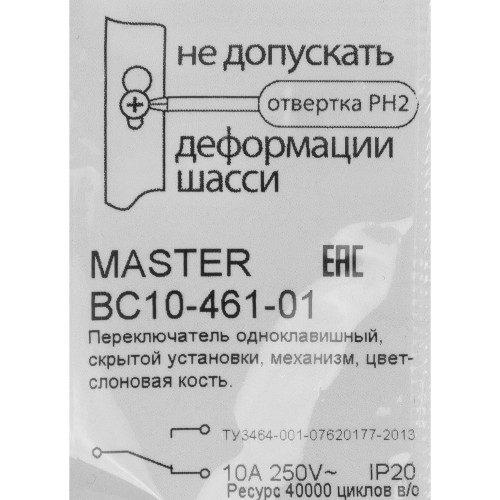 не допускать
отвертка PH2
деформации
шасси
MASTER EAC
ВС10-461-01
Переключатель одноклавишный,
скрытой установки, механизм, цвет-
слоновая кость.
ТУ3464-001-07620177-2013
10А 250V~ IP20
Ресурс 40000 циклов в/о